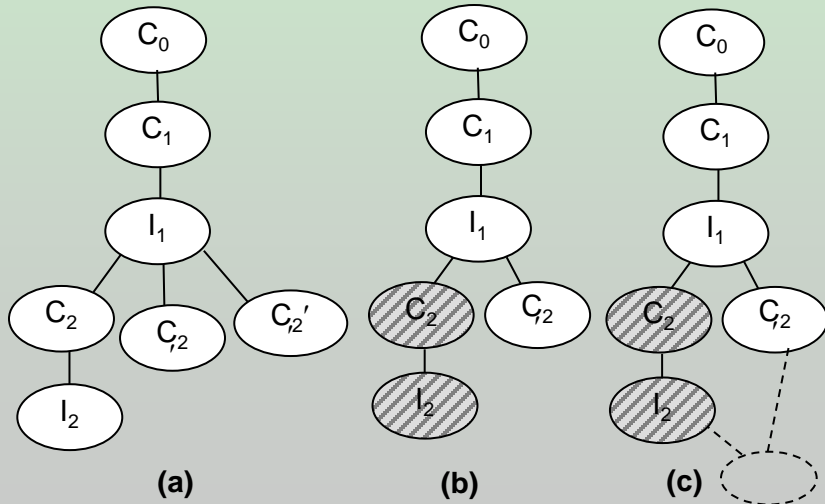 C₀
C₁
I₁
C₂
C,₂
C,₂'
I₂
(a)
C₀
C₁
I₁
C₂
C,₂
I₂
(b)
C₀
C₁
I₁
C₂
C,₂
I₂
(c)